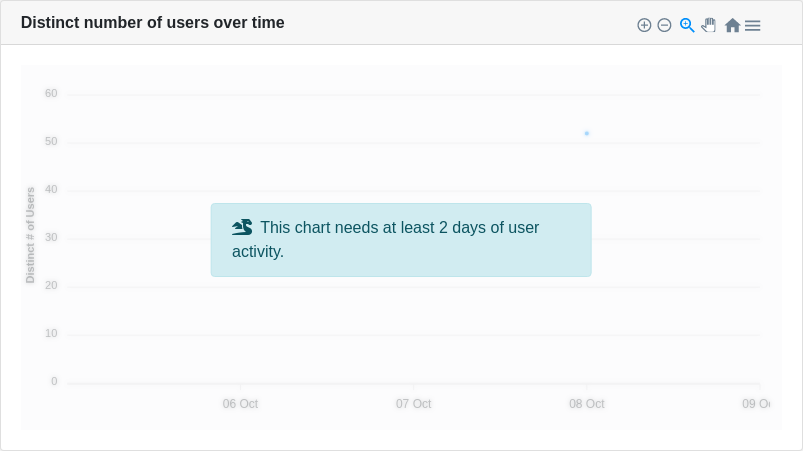 Distinct number of users over time
60
50
40
30
20
10
0
Distinct # of Users
This chart needs at least 2 days of user
activity.
06 Oct
07 Oct
08 Oct
09 O